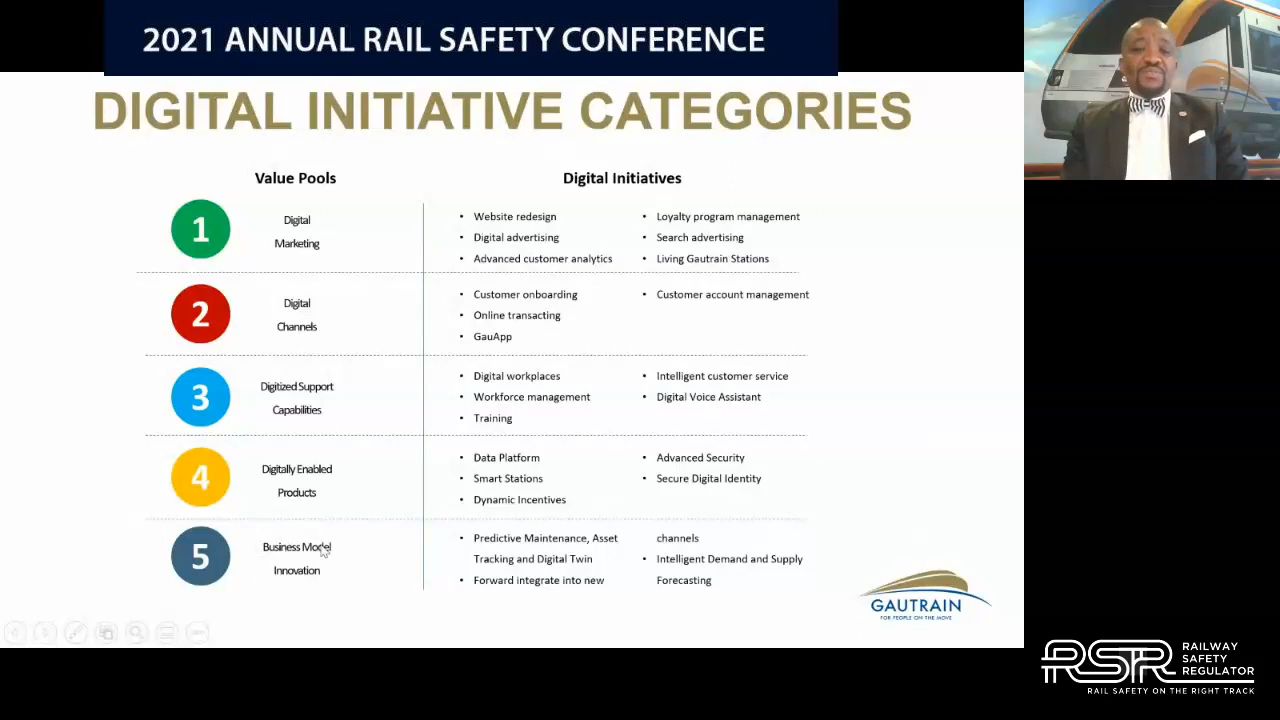 2021 ANNUAL RAIL SAFETY CONFERENCE
DIGITAL INITIATIVE CATEGORIES
Value Pools
Digital Initiatives
1
Digital
Marketing
• Website redesign
• Digital advertising
• Advanced customer analytics
• Loyalty program management
• Search advertising
• Living Gautrain Stations
2
Digital
Channels
• Customer onboarding
• Online transacting
• GauApp
• Customer account management
3
Digitized Support
Capabilities
• Digital workplaces
• Workforce management
• Training
• Intelligent customer service
• Digital Voice Assistant
4
Digitally Enabled
Products
• Data Platform
• Smart Stations
• Dynamic Incentives
• Advanced Security
• Secure Digital Identity
5
Business Model
Innovation
• Predictive Maintenance, Asset
Tracking and Digital Twin
• Forward integrate into new
channels
• Intelligent Demand and Supply
Forecasting
GAUTRAIN
FOR PEOPLE ON THE MOVE
RSR
RAILWAY
SAFETY
REGULATOR
RAIL SAFETY ON THE RIGHT TRACK